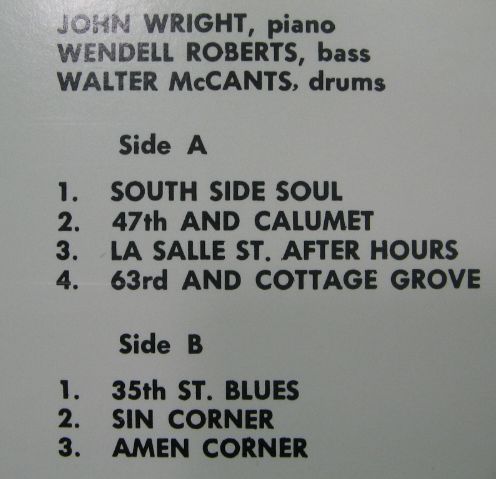 JOHN WRIGHT, piano
WENDELL ROBERTS, bass
WALTER McCANTS, drums
Side A
1. SOUTH SIDE SOUL
2. 47th AND CALUMET
3. LA SALLE ST. AFTER HOURS
4. 63rd AND COTTAGE GROVE
Side B
1. 35th ST. BLUES
2. SIN CORNER
3. AMEN CORNER